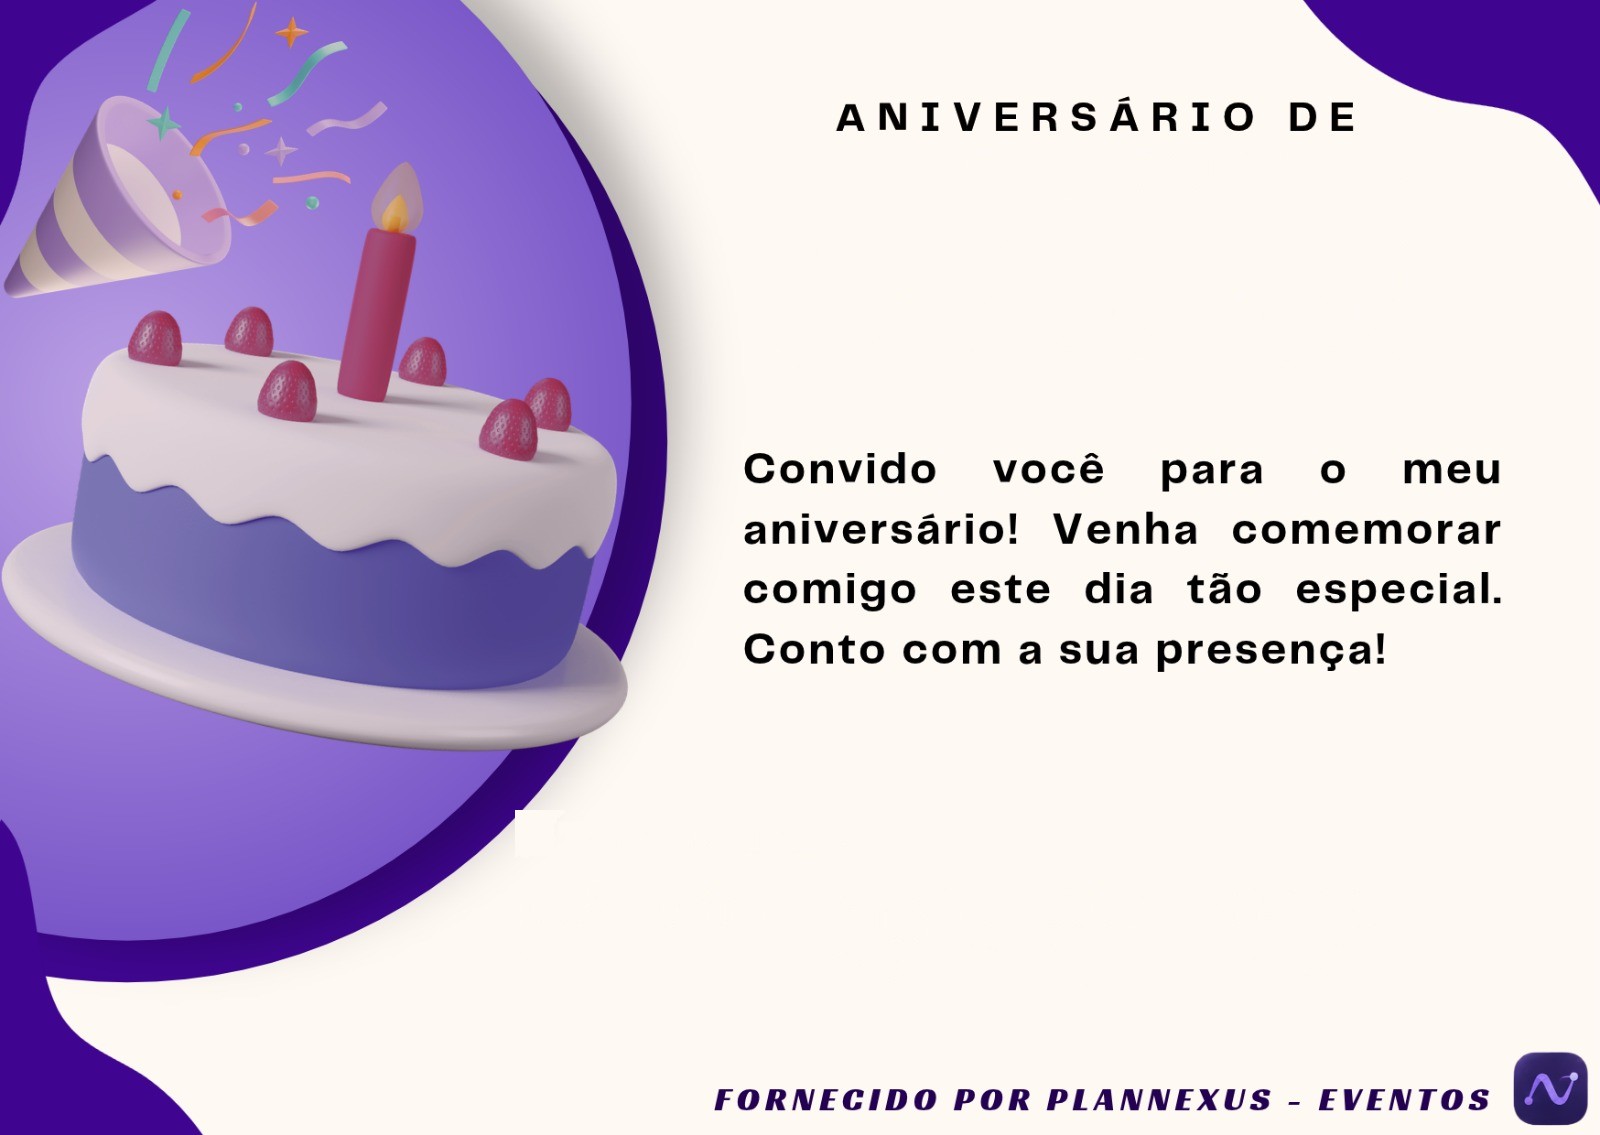 ANIVERSÁRIO DE
Convido você para o meu
aniversário! Venha comemorar
comigo este dia tão especial.
Conto com a sua presença!
FORNECIDO POR PLANNEXUS - EVENTOS